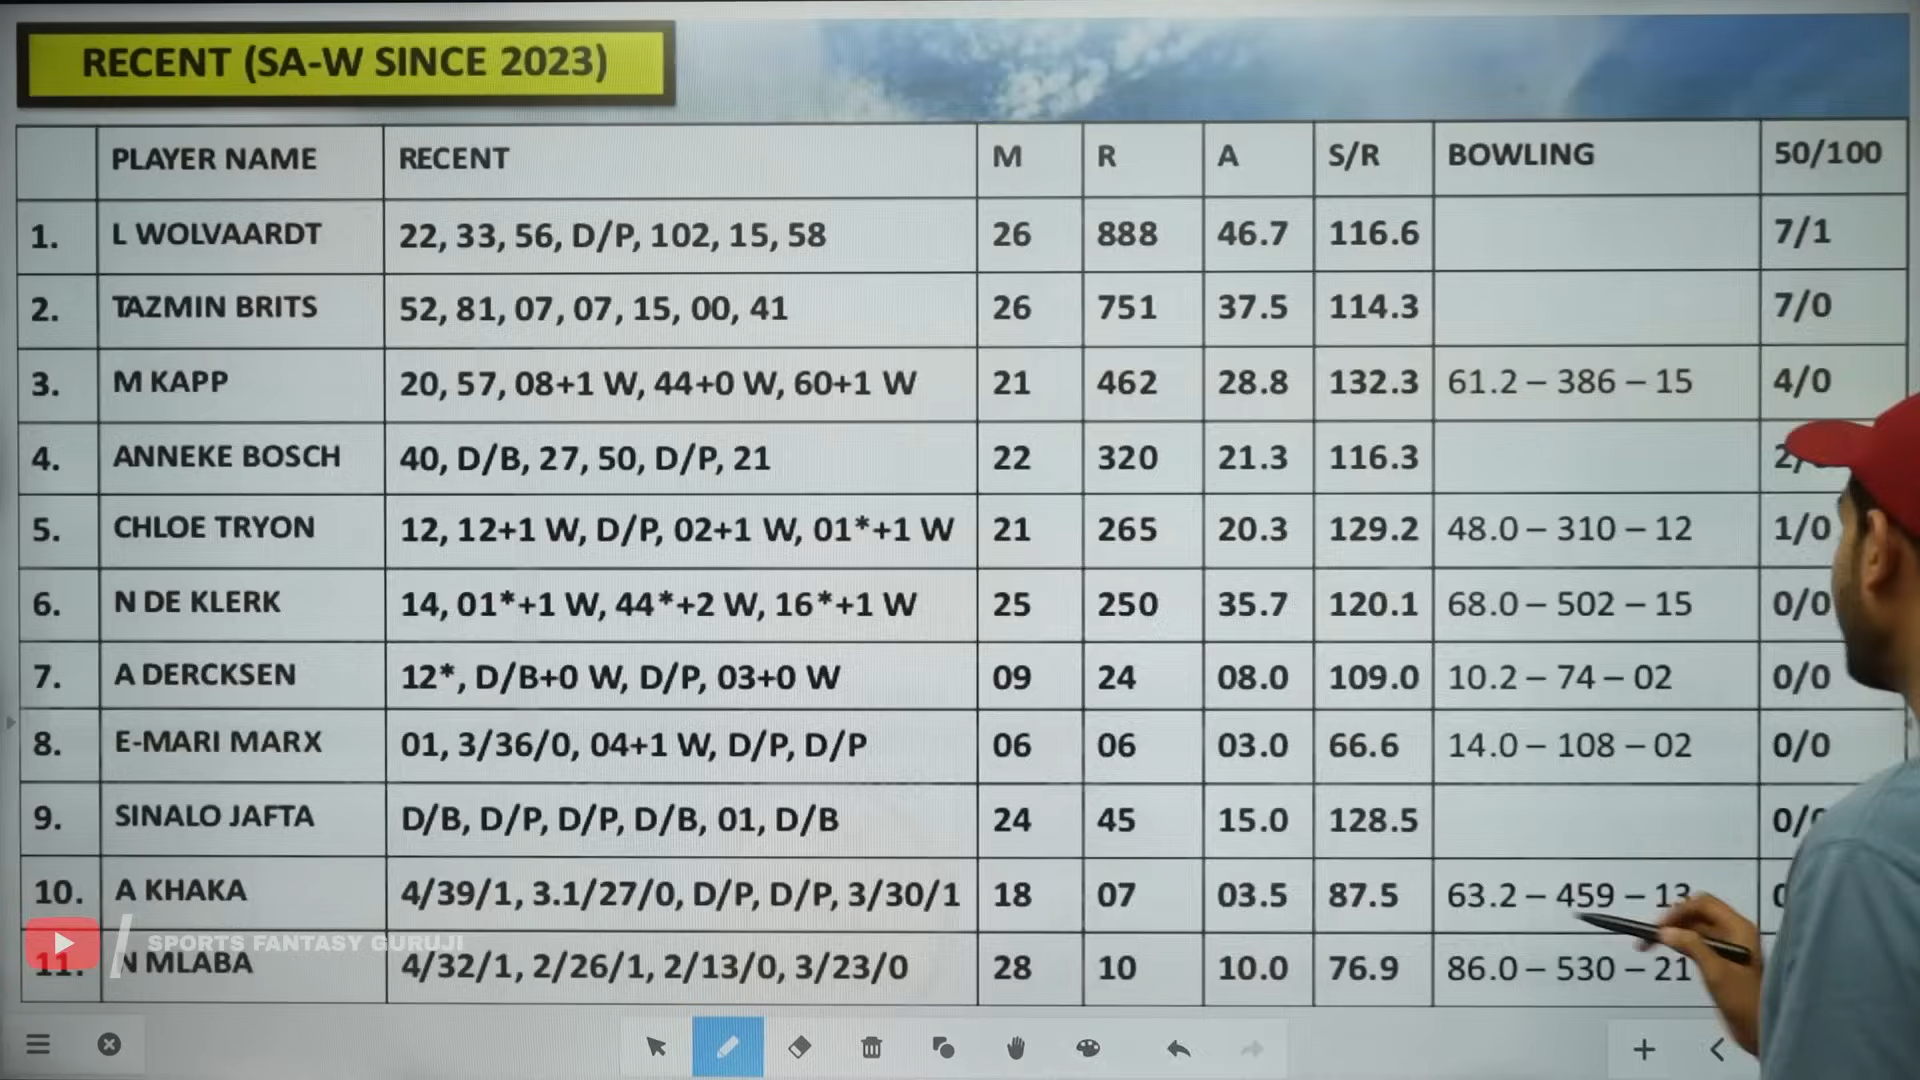 RECENT (SA-W SINCE 2023)
PLAYER NAME RECENT M R A S/R BOWLING 50/100
1. L WOLVAARDT 22, 33, 56, D/P, 102, 15, 58 26 888 46.7 116.6 7/1
2. TAZMIN BRITS 52, 81, 07, 07, 15, 00, 41 26 751 37.5 114.3 7/0
3. M KAPP 20, 57, 08+1 W, 44+0 W, 60+1 W 21 462 28.8 132.3 61.2 – 386 – 15 4/0
4. ANNEKE BOSCH 40, D/B, 27, 50, D/P, 21 22 320 21.3 116.3
5. CHLOE TRYON 12, 12+1 W, D/P, 02+1 W, 01*+1 W 21 265 20.3 129.2 48.0 – 310 – 12 1/0
6. N DE KLERK 14, 01*+1 W, 44*+2 W, 16*+1 W 25 250 35.7 120.1 68.0 – 502 – 15 0/0
7. A DERCKSEN 12*, D/B+0 W, D/P, 03+0 W 09 24 08.0 109.0 10.2 – 74 – 02 0/0
8. E-MARI MARX 01, 3/36/0, 04+1 W, D/P, D/P 06 06 03.0 66.6 14.0 – 108 – 02 0/0
9. SINALO JAFTA D/B, D/P, D/P, D/B, 01, D/B 24 45 15.0 128.5
10. A KHAKA 4/39/1, 3.1/27/0, D/P, D/P, 3/30/1 18 07 03.5 87.5 63.2 – 459 – 13
SPORTS FANTASY GURUJI
11. N MLABA 4/32/1, 2/26/1, 2/13/0, 3/23/0 28 10 10.0 76.9 86.0 – 530 – 21